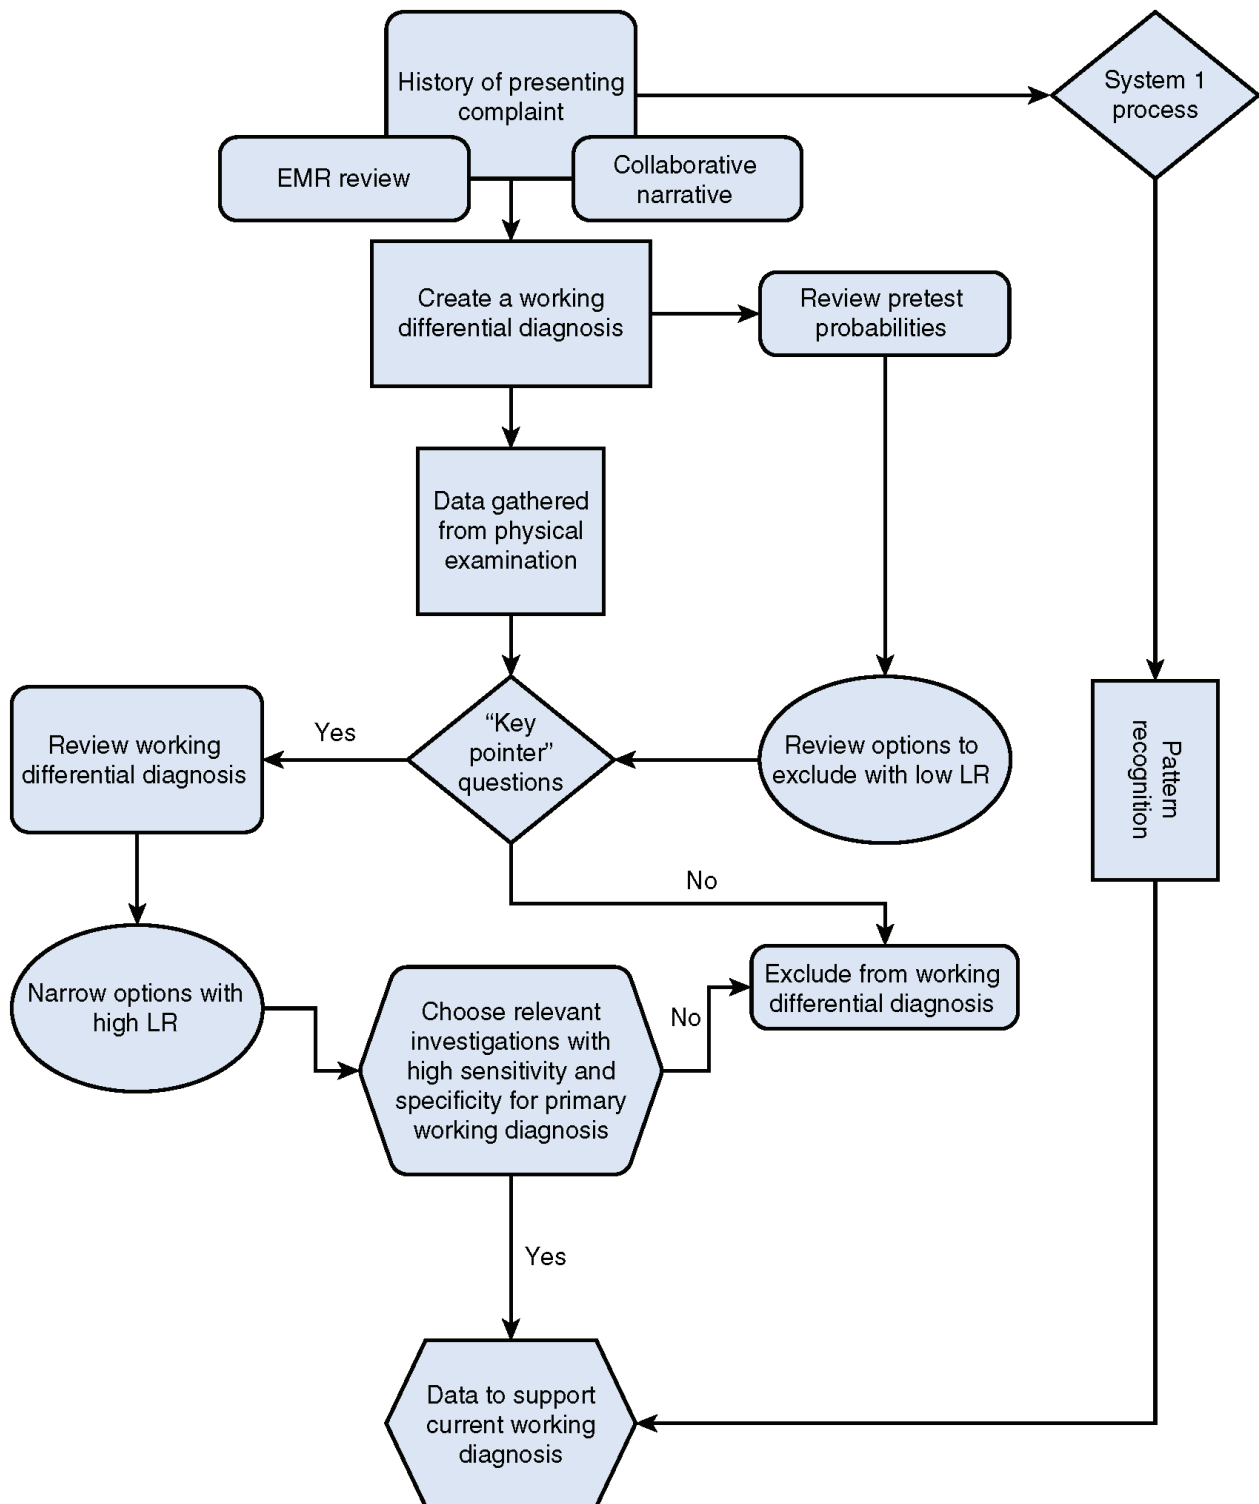 History of presenting
complaint
System 1
process
EMR review
Collaborative
narrative
Create a working
differential diagnosis
Review pretest
probabilities
Data gathered
from physical
examination
Review working
differential diagnosis
Yes
“Key
pointer”
questions
Review options to
exclude with low LR
Pattern
recognition
No
Narrow options with
high LR
Choose relevant
investigations with
high sensitivity and
specificity for primary
working diagnosis
No
Exclude from working
differential diagnosis
Yes
Data to support
current working
diagnosis